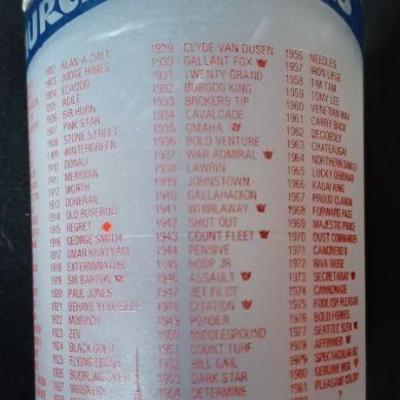 1902 ALAN-A-DALE
1903 JUDGE HIMES
1904 ELWOOD
1905 AGILE
1906 SIR HUON
1907 PINK STAR
1908 STONE STREET
1909 WINTERGREEN
1910 DONAU
1911 MERIDIAN
1912 WORTH
1913 DONERAIL
1914 OLD ROSEBUD
1915 REGRET
1916 GEORGE SMITH
1917 OMAR KHAYYAM
1918 EXTERMINATOR
1919 SIR BARTON
1920 PAUL JONES
1921 BEHAVE YOURSELF
1922 MORVICH
1923 ZEV
1924 BLACK GOLD
1925 FLYING EBONY
1926 BUBBLING OVER
1927 WHISKERY
1929 CLYDE VAN DUSEN
1930 GALLANT FOX
1931 TWENTY GRAND
1932 BURGOO KING
1933 BROKERS TIP
1934 CAVALCADE
1935 OMAHA
1936 BOLD VENTURE
1937 WAR ADMIRAL
1938 LAWRIN
1939 JOHNSTOWN
1940 GALLAHADION
1941 WHIRLAWAY
1942 SHUT OUT
1943 COUNT FLEET
1944 PENSIVE
1945 HOOP JR
1946 ASSAULT
1947 JET PILOT
1948 CITATION
1949 PONDER
1950 MIDDLEGROUND
1951 COUNT TURF
1952 HILL GAIL
1953 DARK STAR
1954 DETERMINE
1956 NEEDLES
1957 IRON LIEGE
1958 TIM TAM
1959 TONY LEE
1960 VENETIAN WAY
1961 CARRY BACK
1962 DECIDEDLY
1963 CHATEAUGAY
1964 NORTHERN DANCER
1965 LUCKY DEBONAIR
1966 KAUAI KING
1967 PROUD CLARION
1968 FORWARD PASS
1969 MAJESTIC PRINCE
1970 DUST COMMANDER
1971 CANONERO II
1972 RIVA RIDGE
1973 SECRETARIAT
1974 CANNONADE
1975 FOOLISH PLEASURE
1976 BOLD FORBES
1977 SEATTLE SLEW
1978 AFFIRMED
1979 SPECTACULAR BID
1980 GENUINE RISK
1981 PLEASANT COLONY
?